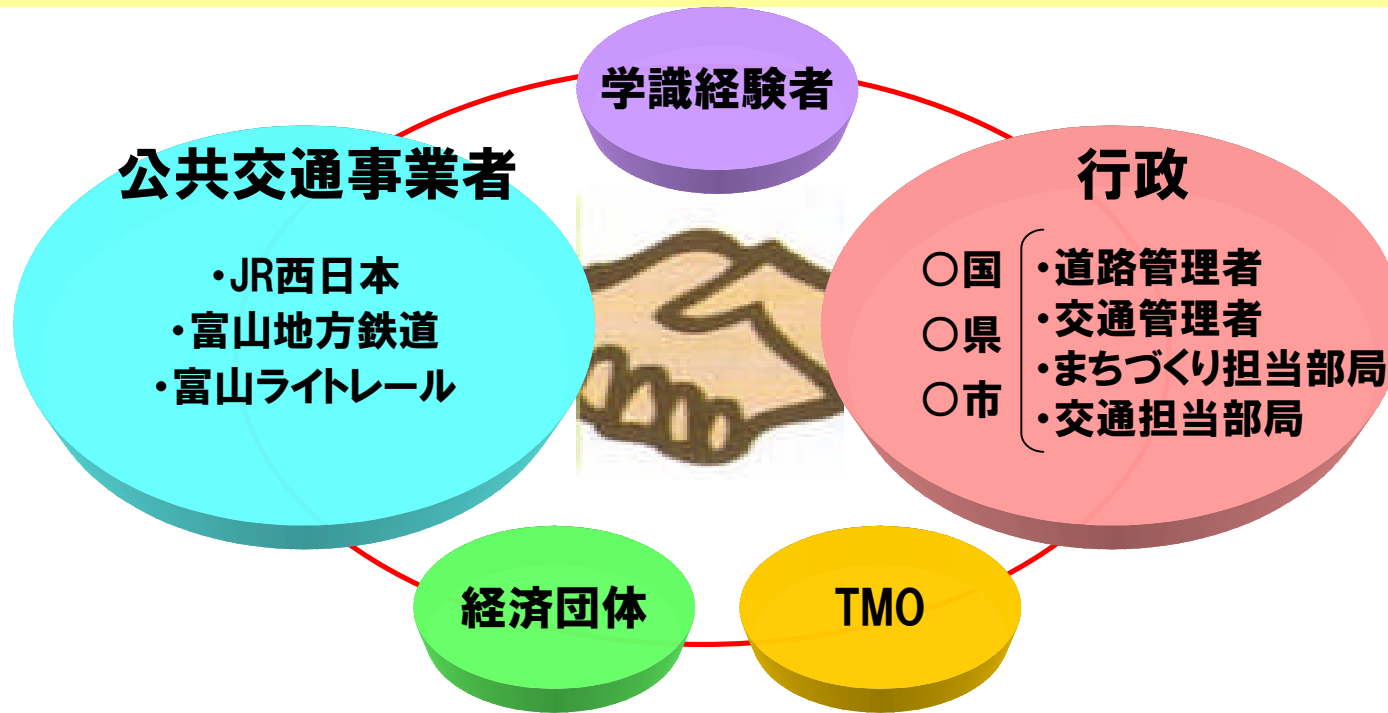 学識経験者
公共交通事業者
・JR西日本
・富山地方鉄道
・富山ライトレール
行政
○国
○県
○市
・道路管理者
・交通管理者
・まちづくり担当部局
・交通担当部局
経済団体
TMO